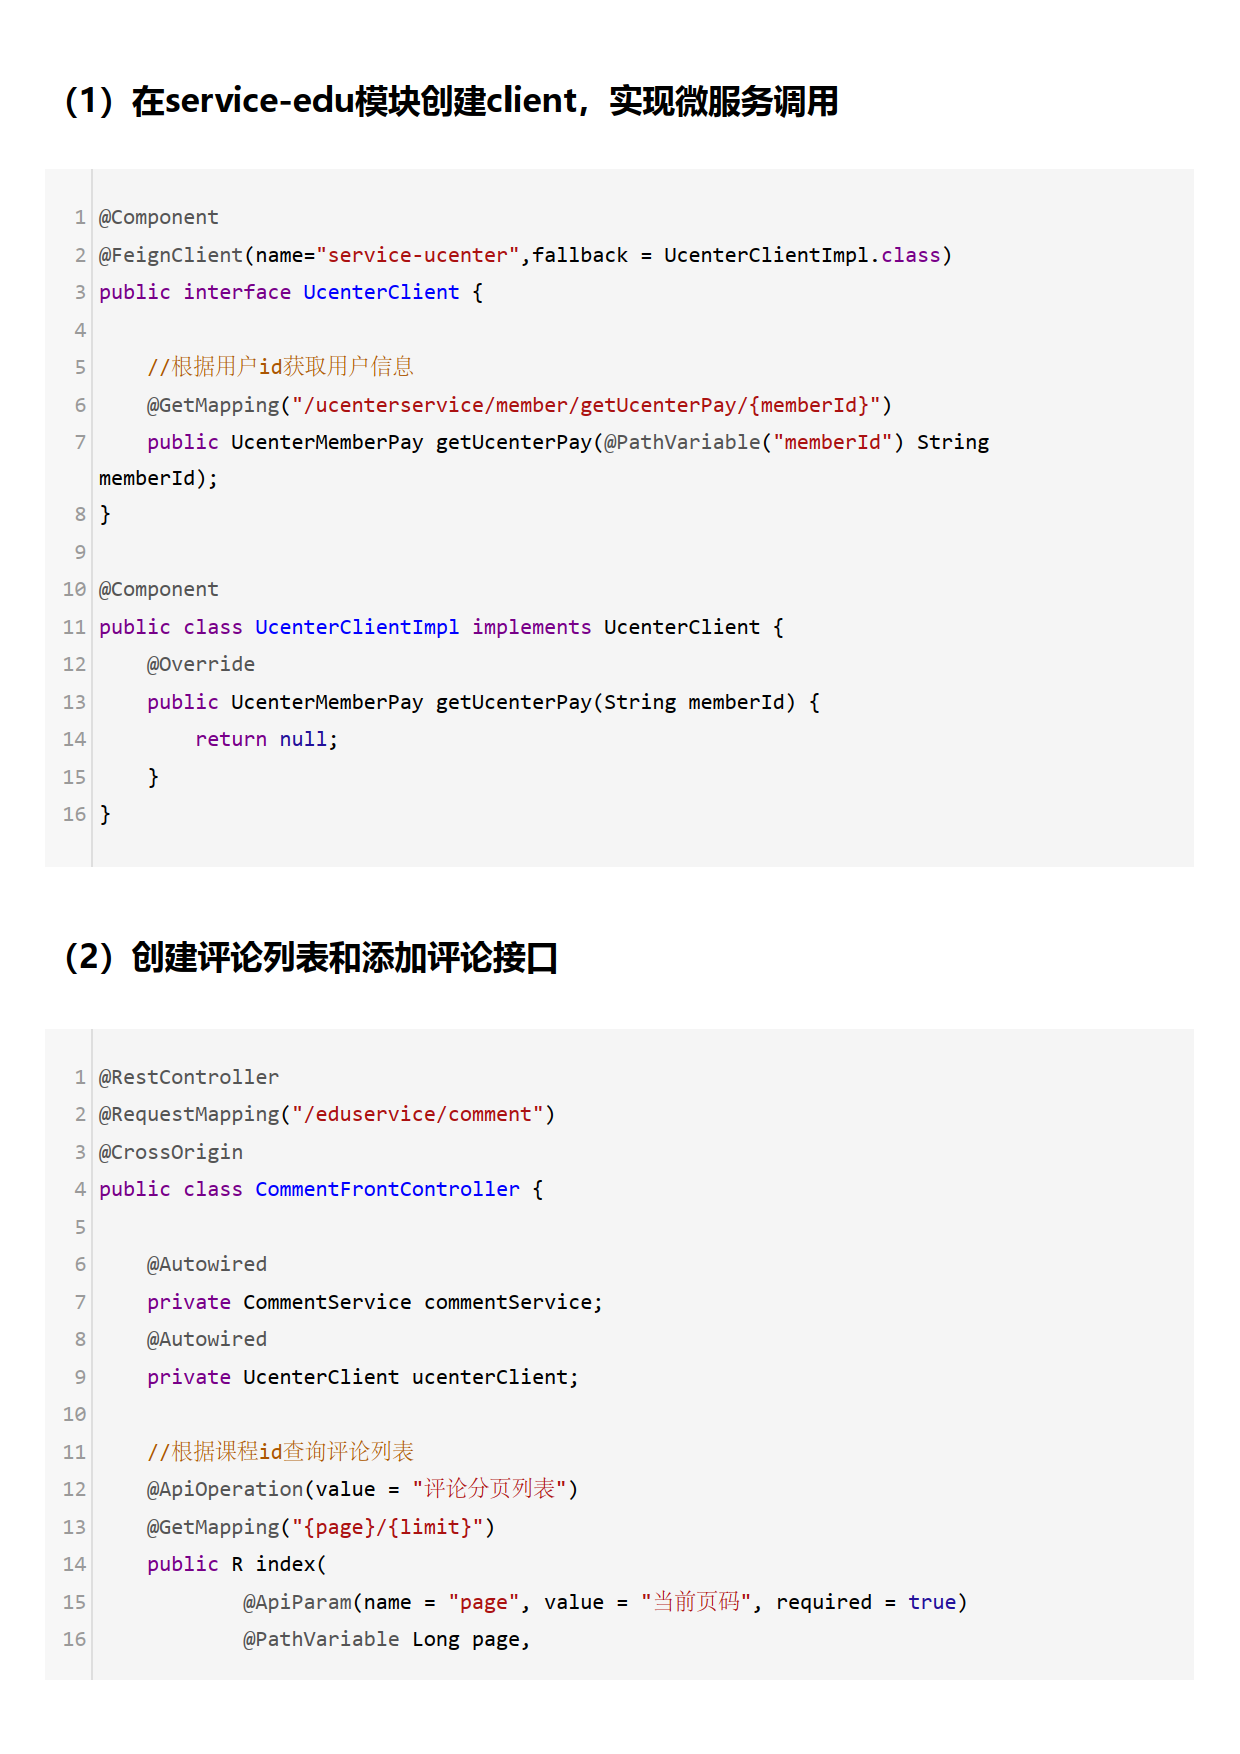 （1）在service-edu模块创建client，实现微服务调用
1 @Component
2 @FeignClient(name="service-ucenter",fallback = UcenterClientImpl.class)
3 public interface UcenterClient {
4
5     //根据用户id获取用户信息
6     @GetMapping("/ucenterservice/member/getUcenterPay/{memberId}")
7     public UcenterMemberPay getUcenterPay(@PathVariable("memberId") String
memberId);
8 }
9
10 @Component
11 public class UcenterClientImpl implements UcenterClient {
12     @Override
13     public UcenterMemberPay getUcenterPay(String memberId) {
14         return null;
15     }
16 }
（2）创建评论列表和添加评论接口
1 @RestController
2 @RequestMapping("/eduservice/comment")
3 @CrossOrigin
4 public class CommentFrontController {
5
6     @Autowired
7     private CommentService commentService;
8     @Autowired
9     private UcenterClient ucenterClient;
10
11     //根据课程id查询评论列表
12     @ApiOperation(value = "评论分页列表")
13     @GetMapping("{page}/{limit}")
14     public R index(
15             @ApiParam(name = "page", value = "当前页码", required = true)
16             @PathVariable Long page,